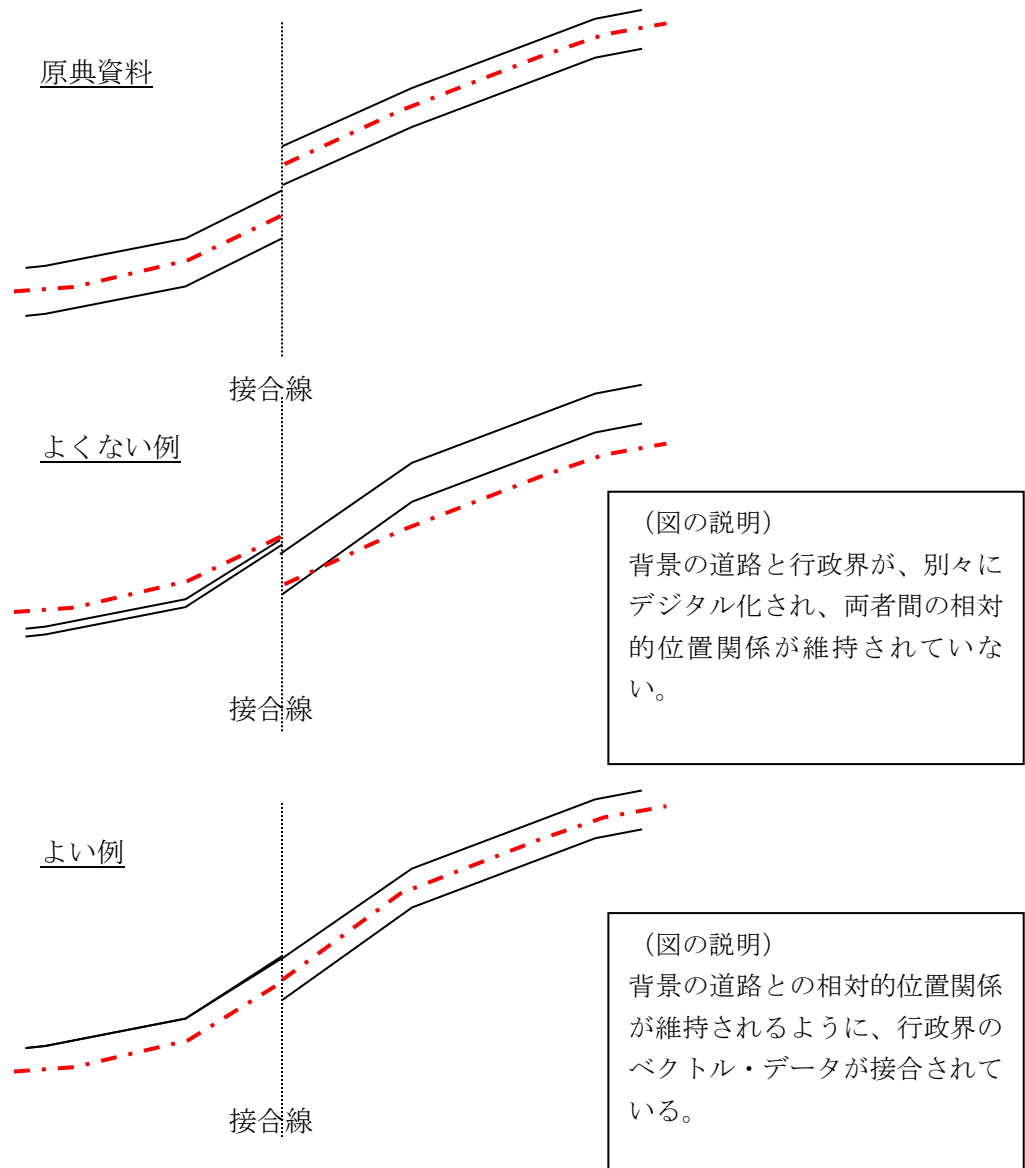 原典資料
接合線
よくない例
（図の説明）
背景の道路と行政界が、別々に
デジタル化され、両者間の相対
的位置関係が維持されていな
い。
接合線
よい例
（図の説明）
背景の道路との相対的位置関係
が維持されるように、行政界の
ベクトル・データが接合されて
いる。
接合線